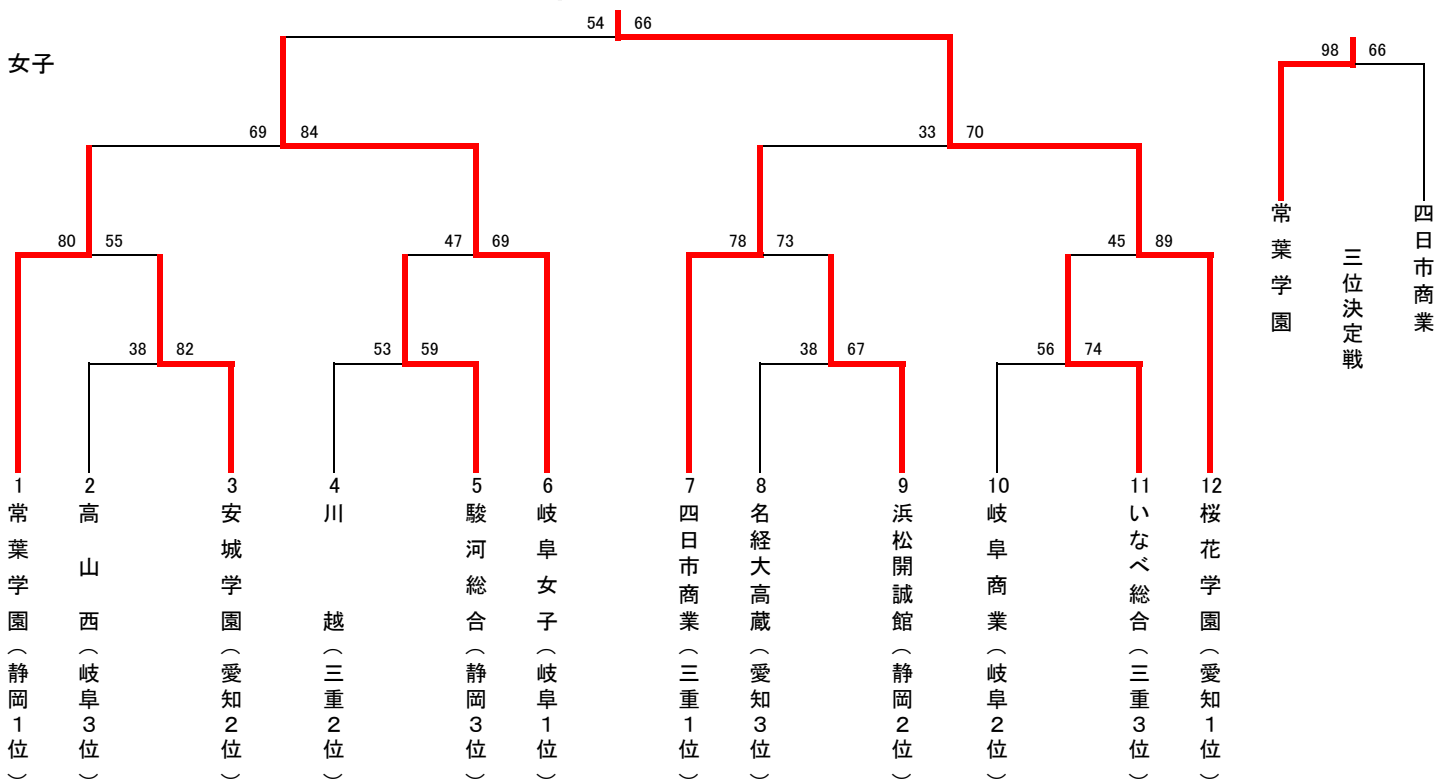 54 66
女子
98 66
69 84
33 70
80 55
47 69
78 73
45 89
38 82
53 59
38 67
56 74
常葉学園
三位決定戦
四日市商業
1
常葉学園（静岡１位）
2
高山西（岐阜３位）
3
安城学園（愛知２位）
4
川越（三重２位）
5
駿河総合（静岡３位）
6
岐阜女子（岐阜１位）
7
四日市商業（三重１位）
8
名経大高蔵（愛知３位）
9
浜松開誠館（静岡２位）
10
岐阜商業（岐阜２位）
11
いなべ総合（三重３位）
12
桜花学園（愛知１位）